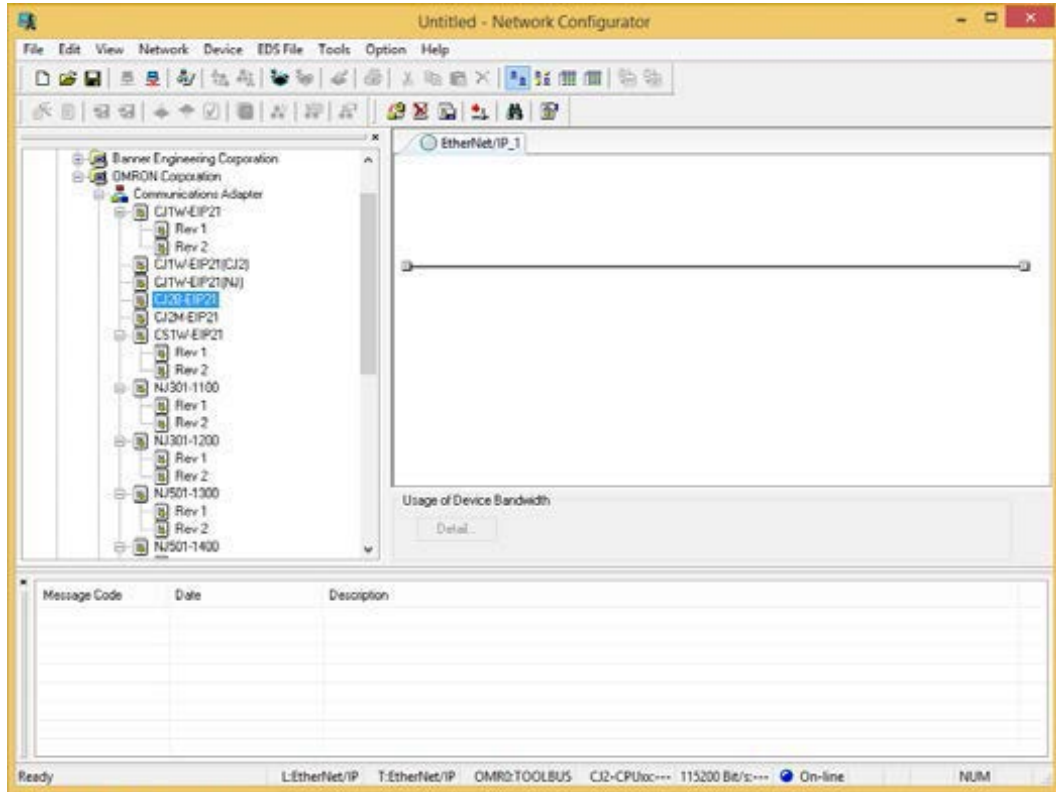 Untitled - Network Configurator
File Edit View Network Device EDS File Tools Option Help
EtherNet/IP_1
Banner Engineering Corporation
OMRON Corporation
Communications Adapter
CJ1W-EIP21
Rev 1
Rev 2
CJ1W-EIP21(CJ2)
CJ1W-EIP21(NJ)
CJ2B-EIP21
CJ2M-EIP21
CS1W-EIP21
Rev 1
Rev 2
NJ301-1100
Rev 1
Rev 2
NJ301-1200
Rev 1
Rev 2
NJ501-1300
Rev 1
Rev 2
NJ501-1400
Usage of Device Bandwidth
Detail...
Message Code Date Description
Ready L:EtherNet/IP T:EtherNet/IP OMR0:TOOLBUS CJ2-CPUxx:--- 115200 Bit/s:--- On-line NUM